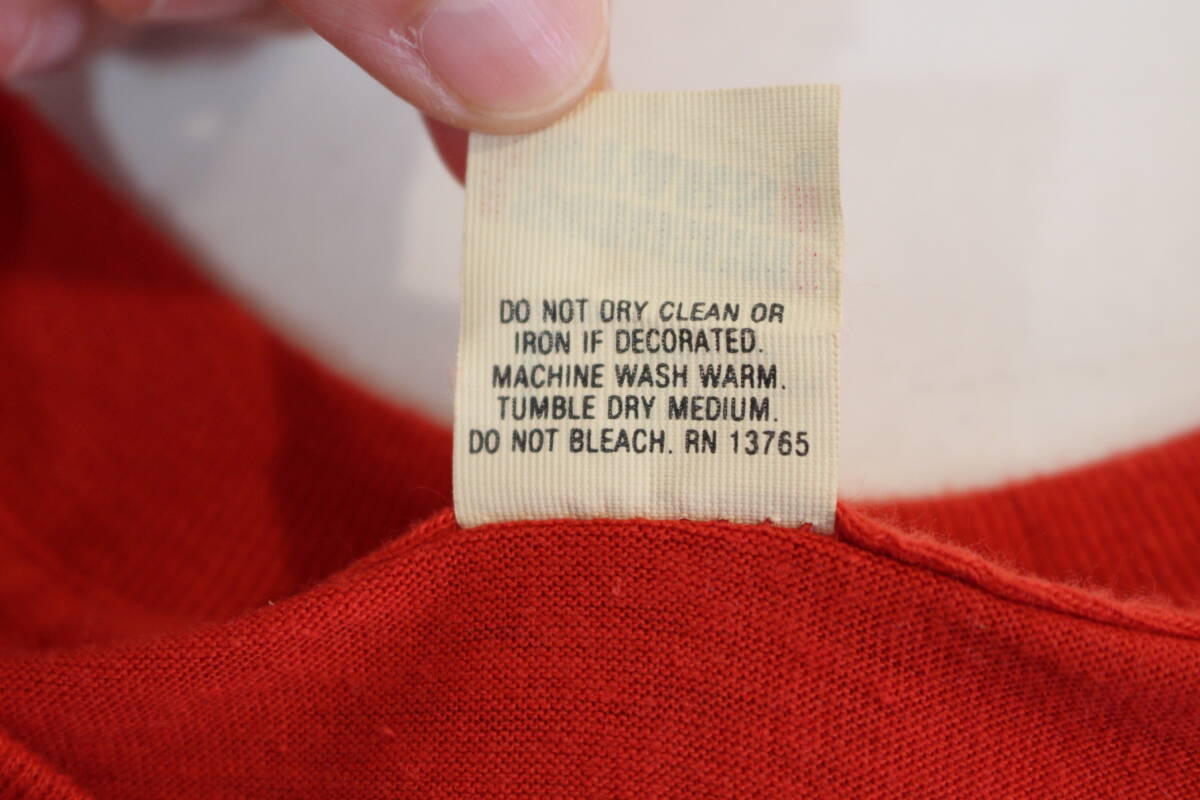 DO NOT DRY CLEAN OR
IRON IF DECORATED.
MACHINE WASH WARM.
TUMBLE DRY MEDIUM.
DO NOT BLEACH. RN 13765